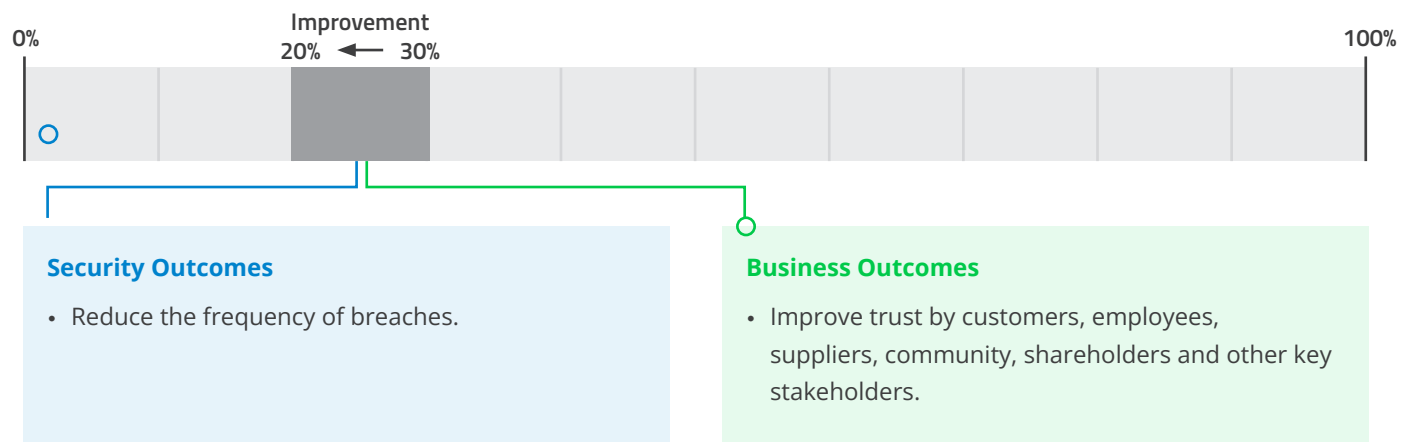 Improvement
0%
20%
30%
100%
Security Outcomes
• Reduce the frequency of breaches.
Business Outcomes
• Improve trust by customers, employees,
suppliers, community, shareholders and other key
stakeholders.